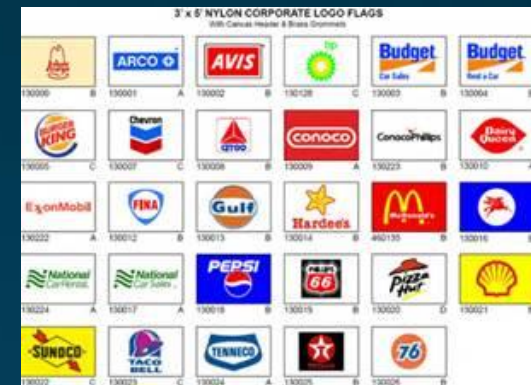 3' x 5' NYLON CORPORATE LOGO FLAGS
With Canvas Header & Brass Grommets
Arby's
ARCO
AVIS
bp
Budget
Car Sales
Budget
Rent a Car
130000 B
130001 A
130002 B
130128 C
130003 B
130004
BURGER KING
Chevron
CITGO
conoco
ConocoPhillips
Dairy Queen
130005 C
130007 C
130008 B
130009 A
130223 B
130010
ExxonMobil
FINA
Gulf
Hardee's
McDonald's
130222 A
130012 B
130013 B
130014 B
460135 B
130016
National
Car Rental
National
Car Sales
PEPSI
PHILLIPS
66
Pizza
Hut
130224 A
130017 A
130018 B
130015 B
130020 D
130021
SUNOCO
TACO
BELL
TENNECO
76
130022 C
130023 C
130024 A
130025 B
130026 B